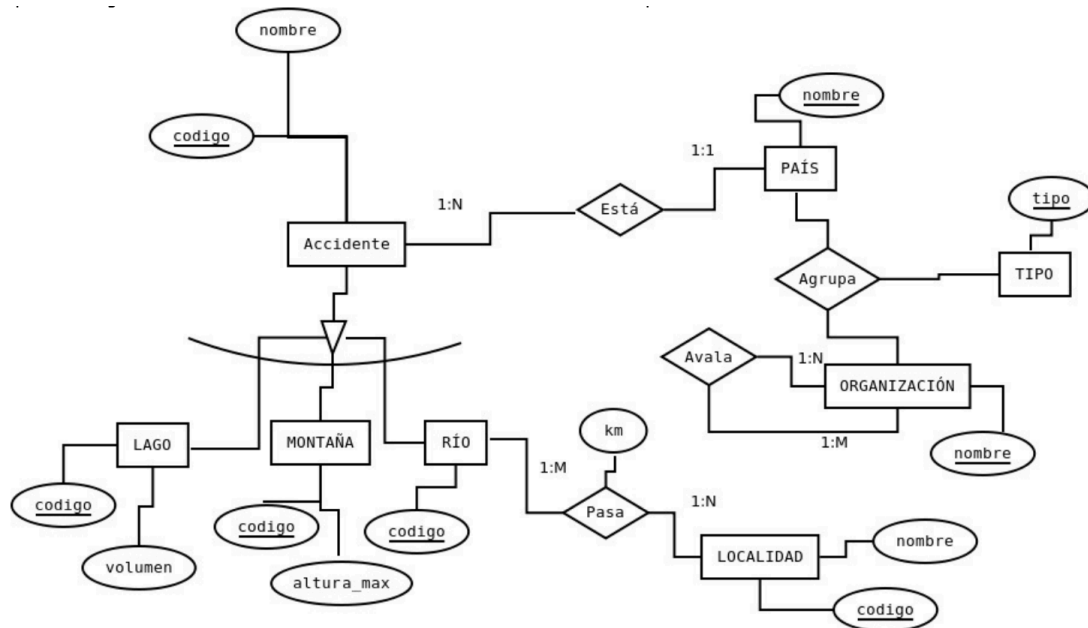 nombre
codigo
nombre
1:1
PAÍS
tipo
1:N
Está
Accidente
Agrupa
TIPO
Avala
1:N
ORGANIZACIÓN
1:M
nombre
LAGO
MONTAÑA
RÍO
km
1:M
1:N
Pasa
codigo
codigo
codigo
volumen
altura_max
LOCALIDAD
nombre
codigo